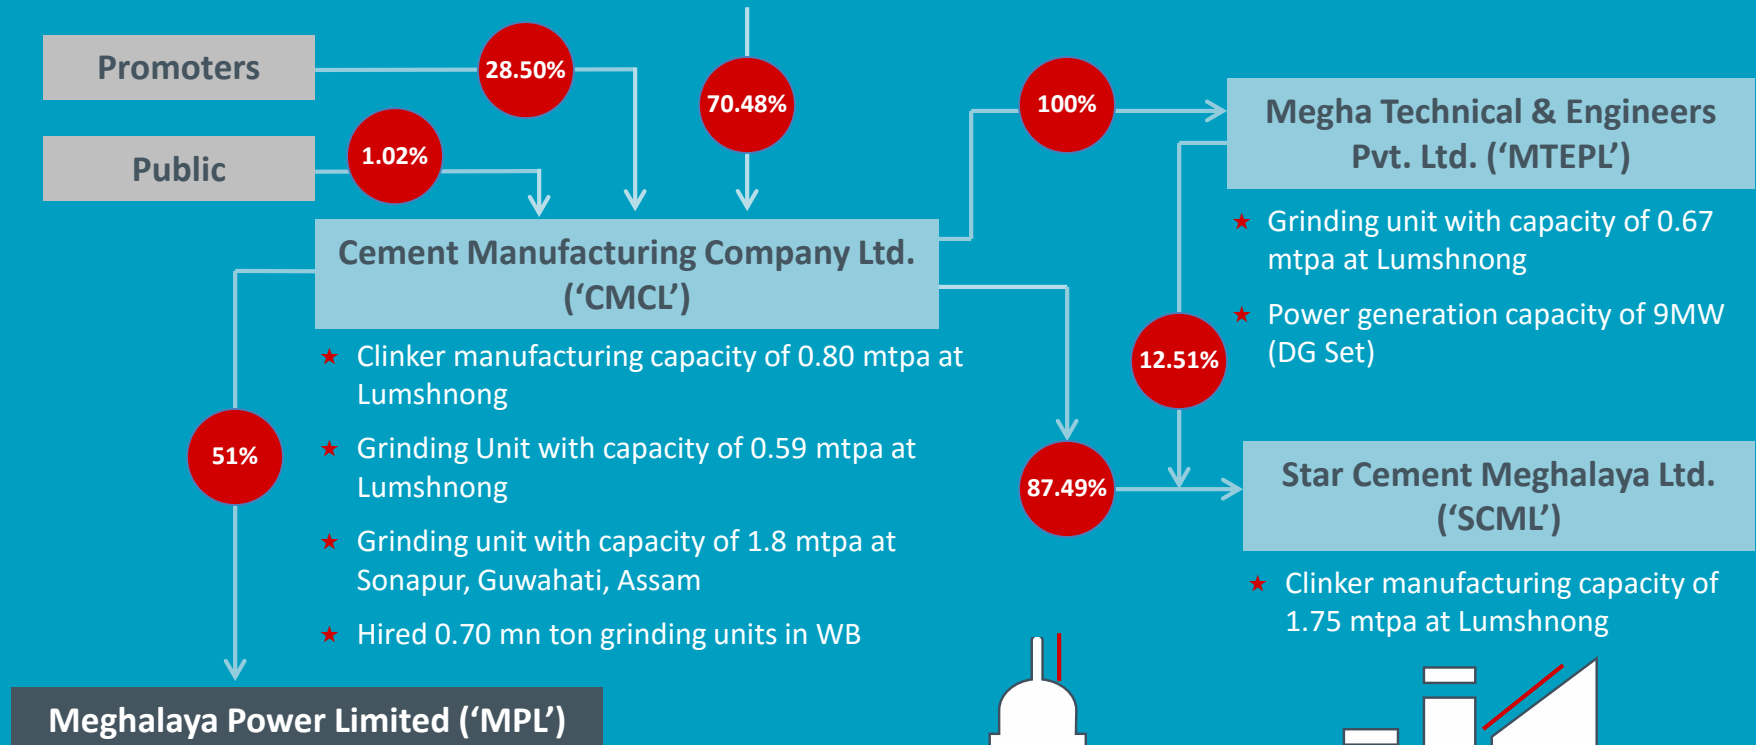 Promoters
28.50%
70.48%
100%
Public
1.02%
Megha Technical & Engineers
Pvt. Ltd. (‘MTEPL’)
Cement Manufacturing Company Ltd.
(‘CMCL’)
★ Grinding unit with capacity of 0.67
mtpa at Lumshnong
★ Power generation capacity of 9MW
(DG Set)
12.51%
★ Clinker manufacturing capacity of 0.80 mtpa at
Lumshnong
★ Grinding Unit with capacity of 0.59 mtpa at
Lumshnong
★ Grinding unit with capacity of 1.8 mtpa at
Sonapur, Guwahati, Assam
★ Hired 0.70 mn ton grinding units in WB
51%
87.49%
Star Cement Meghalaya Ltd.
(‘SCML’)
★ Clinker manufacturing capacity of
1.75 mtpa at Lumshnong
Meghalaya Power Limited (‘MPL’)